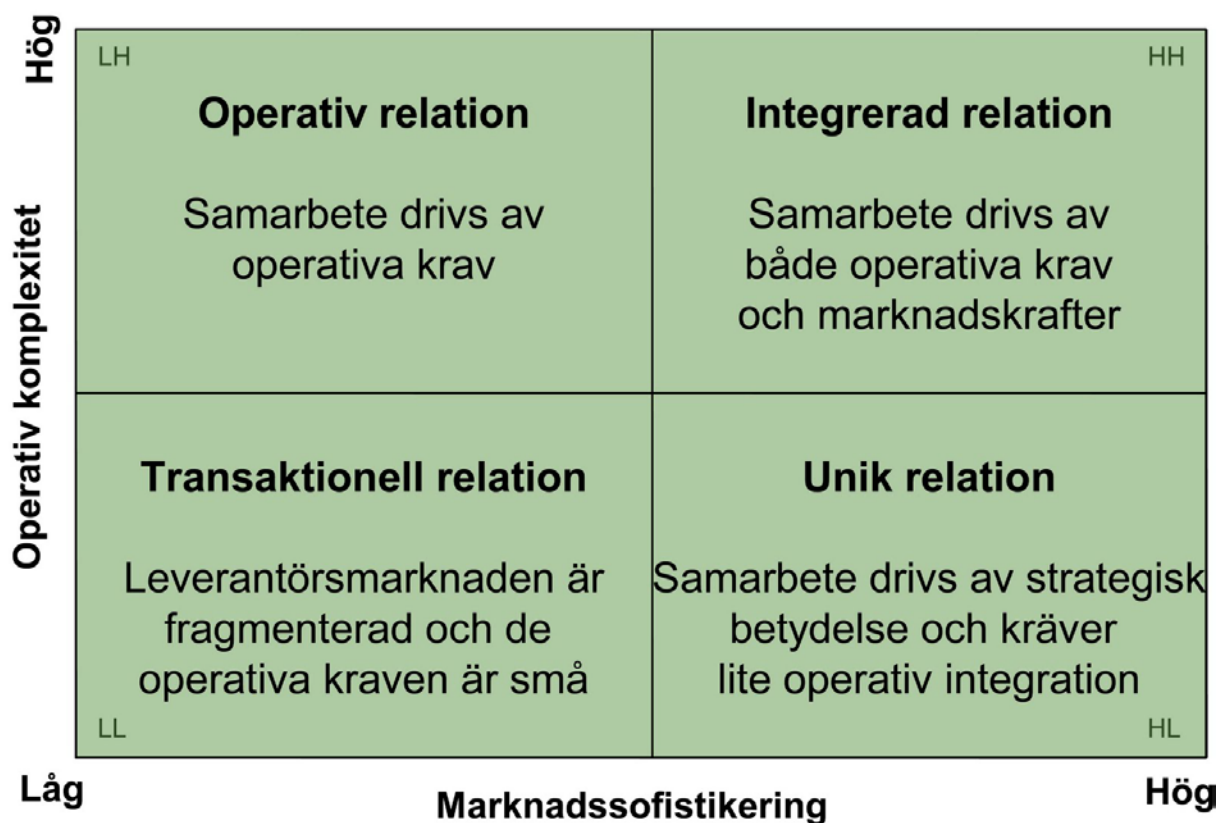 Hög
LH
HH
Operativ relation
Integrerad relation
Samarbete drivs av
operativa krav
Samarbete drivs av
både operativa krav
och marknadskrafter
Operativ komplexitet
Transaktionell relation
Unik relation
Leverantörsmarknaden är
fragmenterad och de
operativa kraven är små
Samarbete drivs av strategisk
betydelse och kräver
lite operativ integration
LL
HL
Låg
Marknadssofistikering
Hög